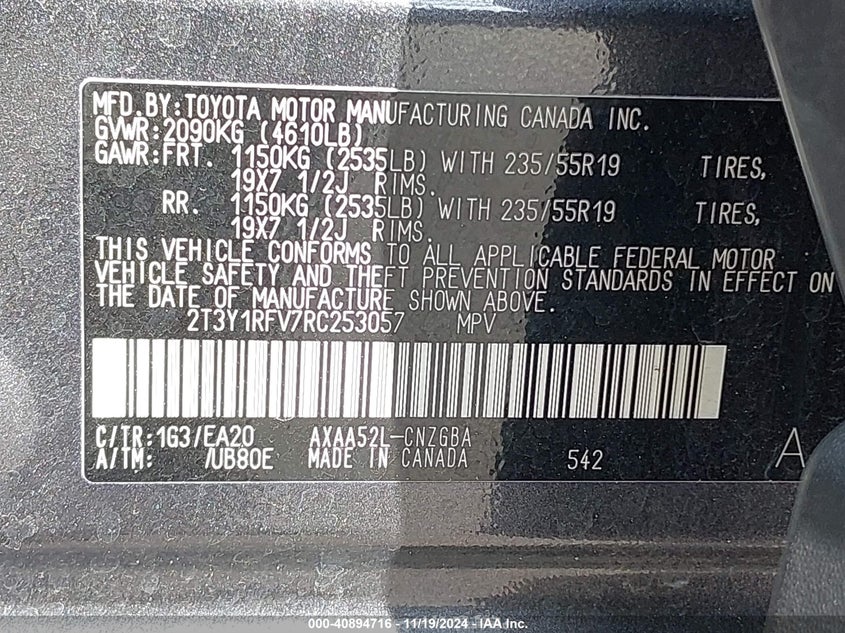 MFD.BY:TOYOTA MOTOR MANUFACTURING CANADA INC.
GVWR:2090KG (4610LB)
GAWR:FRT. 1150KG (2535LB) WITH 235/55R19 TIRES,
19X7 1/2J RIMS.
RR. 1150KG (2535LB) WITH 235/55R19 TIRES,
19X7 1/2J RIMS.
THIS VEHICLE CONFORMS TO ALL APPLICABLE FEDERAL MOTOR
VEHICLE SAFETY AND THEFT PREVENTION STANDARDS IN EFFECT ON
THE DATE OF MANUFACTURE SHOWN ABOVE.
2T3Y1RFV7RC253057 MPV
C/TR:1G3/EA20 AXAA52L-CNZGBA
A/TM: /UB80E MADE IN CANADA 542 A
000-40894716 - 11/19/2024 - IAA Inc.